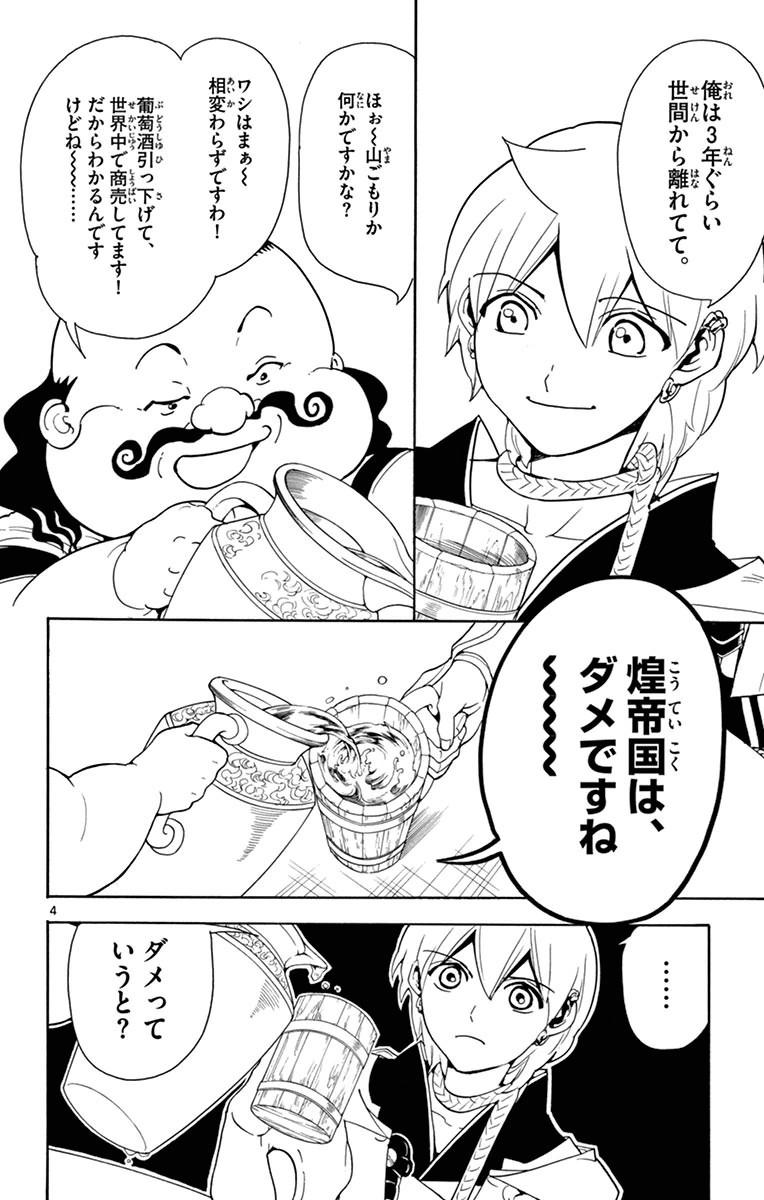 俺は3年ぐらい
世間から離れてて。
ほぉ〜山ごもりか
何かですかな？
ワシはまぁ〜
相変わらずですわ！
葡萄酒引っ下げて、
世界中で商売してます！
だからわかるんです
けどね〜〜〜………
煌帝国は、
ダメですね
〜〜〜〜
……
ダメって
いうと？
4